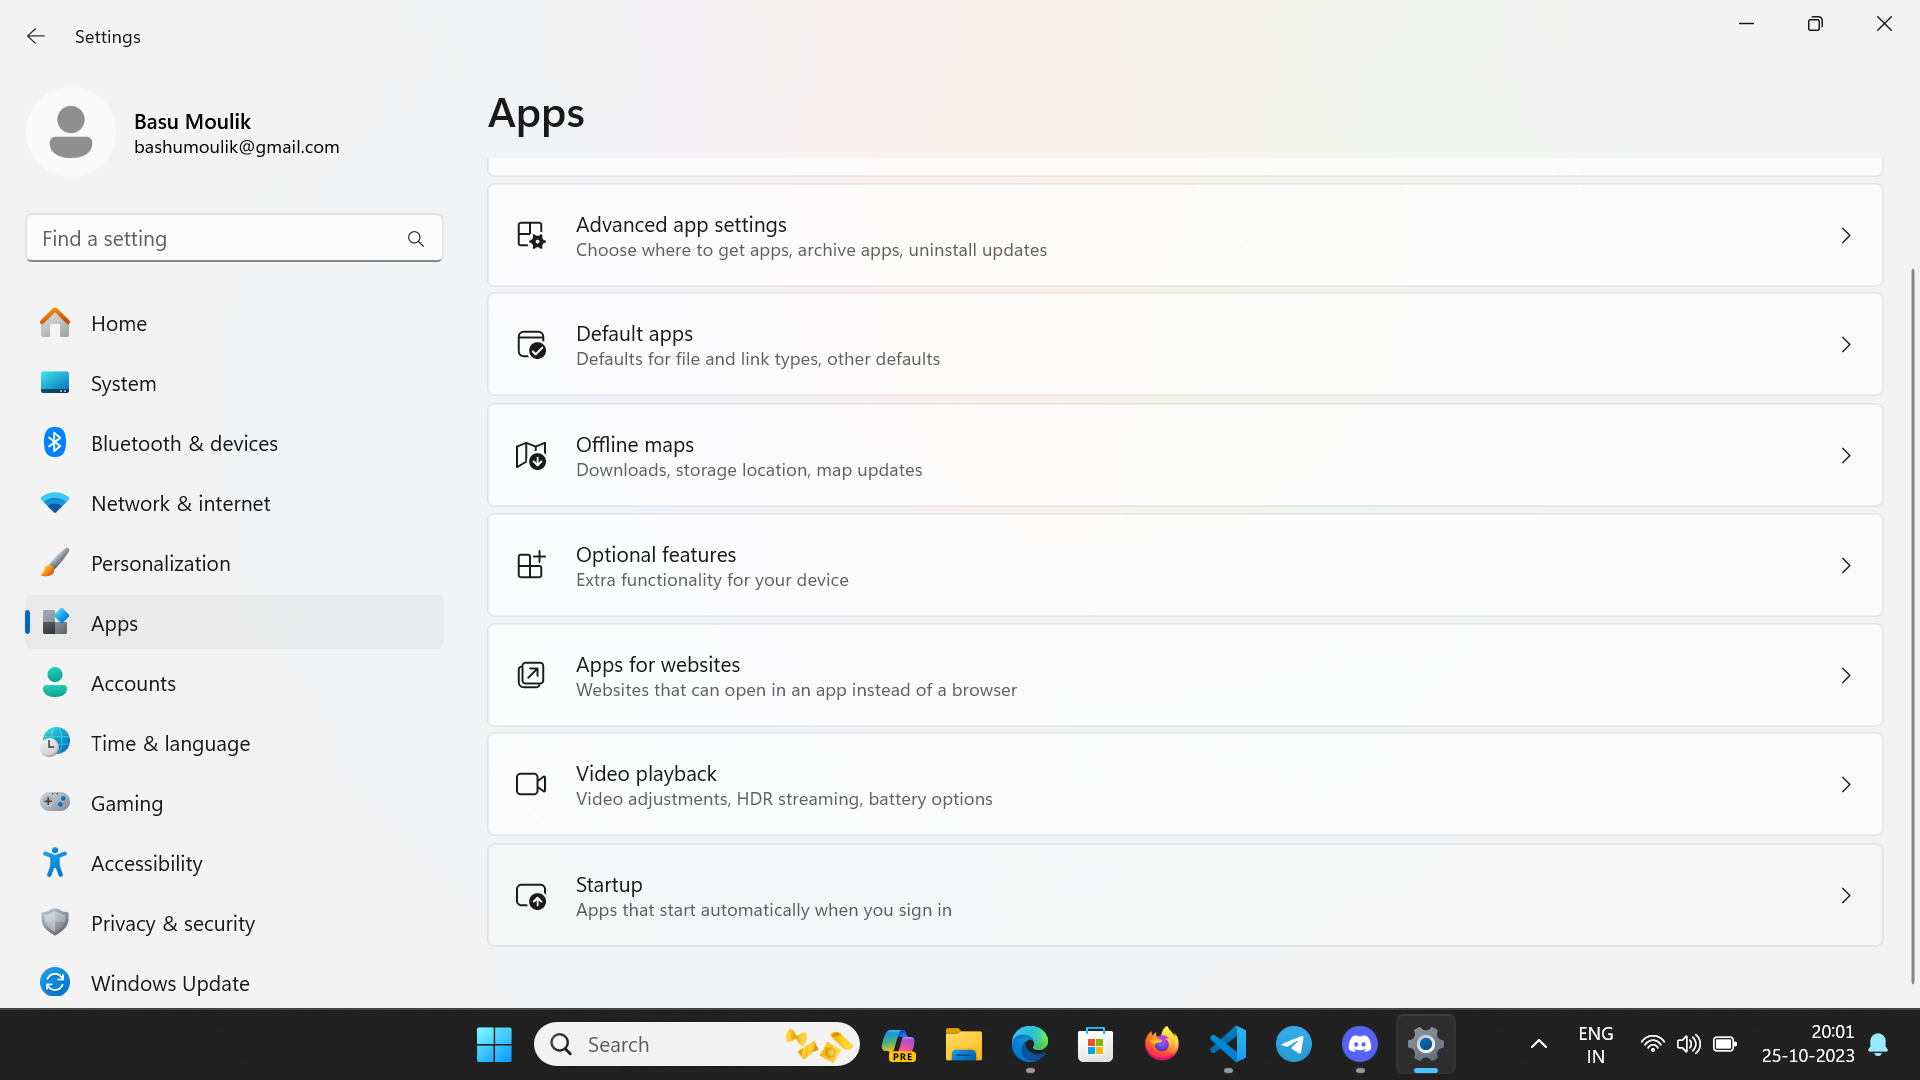 Settings
Basu Moulik
bashumoulik@gmail.com
Find a setting
Home
System
Bluetooth & devices
Network & internet
Personalization
Apps
Accounts
Time & language
Gaming
Accessibility
Privacy & security
Windows Update
Apps
Advanced app settings
Choose where to get apps, archive apps, uninstall updates
Default apps
Defaults for file and link types, other defaults
Offline maps
Downloads, storage location, map updates
Optional features
Extra functionality for your device
Apps for websites
Websites that can open in an app instead of a browser
Video playback
Video adjustments, HDR streaming, battery options
Startup
Apps that start automatically when you sign in
Search
PRE
ENG
IN
20:01
25-10-2023